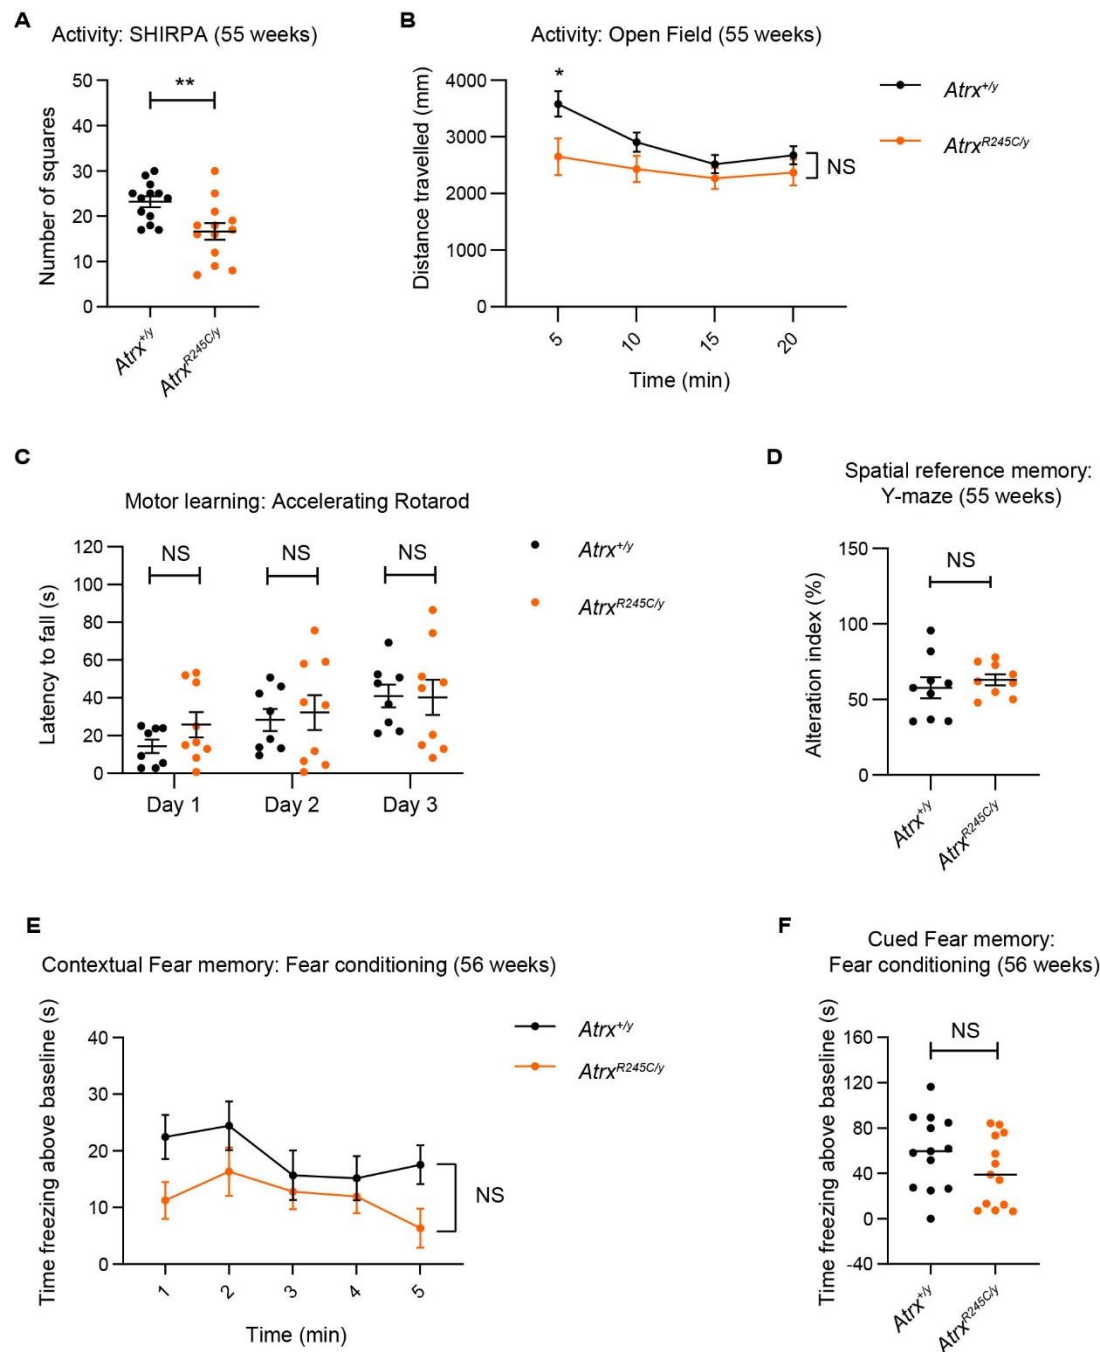 A
Activity: SHIRPA (55 weeks)
50
40
30
20
10
0
Number of squares
**
Atrx+/y
AtrxR245C/y
B
Activity: Open Field (55 weeks)
4000
3000
2000
1000
0
Distance travelled (mm)
*
NS
5
10
15
20
Time (min)
Atrx+/y
AtrxR245C/y
C
Motor learning: Accelerating Rotarod
120
100
80
60
40
20
0
Latency to fall (s)
NS
NS
NS
Day 1
Day 2
Day 3
Atrx+/y
AtrxR245C/y
D
Spatial reference memory:
Y-maze (55 weeks)
150
100
50
0
Alteration index (%)
NS
Atrx+/y
AtrxR245C/y
E
Contextual Fear memory: Fear conditioning (56 weeks)
40
30
20
10
0
Time freezing above baseline (s)
NS
1
2
3
4
5
Time (min)
Atrx+/y
AtrxR245C/y
F
Cued Fear memory:
Fear conditioning (56 weeks)
160
120
80
40
0
-40
Time freezing above baseline (s)
NS
Atrx+/y
AtrxR245C/y